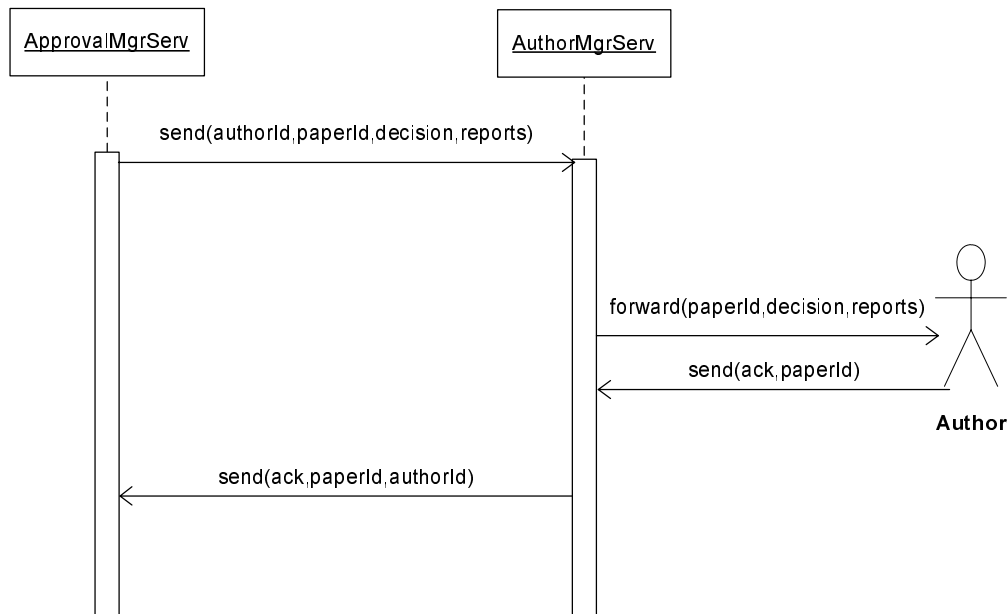 ApprovalMgrServ
AuthorMgrServ
send(authorId,paperId,decision,reports)
forward(paperId,decision,reports)
send(ack,paperId)
Author
send(ack,paperId,authorId)